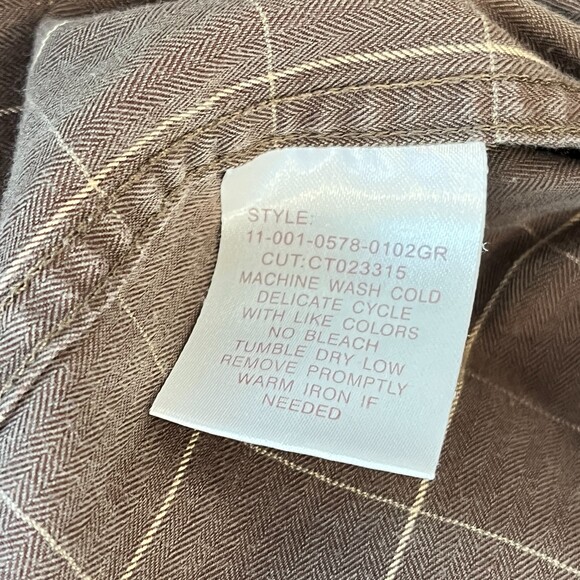 STYLE:
11-001-0578-0102GR
CUT:CT023315
MACHINE WASH COLD
DELICATE CYCLE
WITH LIKE COLORS
NO BLEACH
TUMBLE DRY LOW
REMOVE PROMPTLY
WARM IRON IF
NEEDED